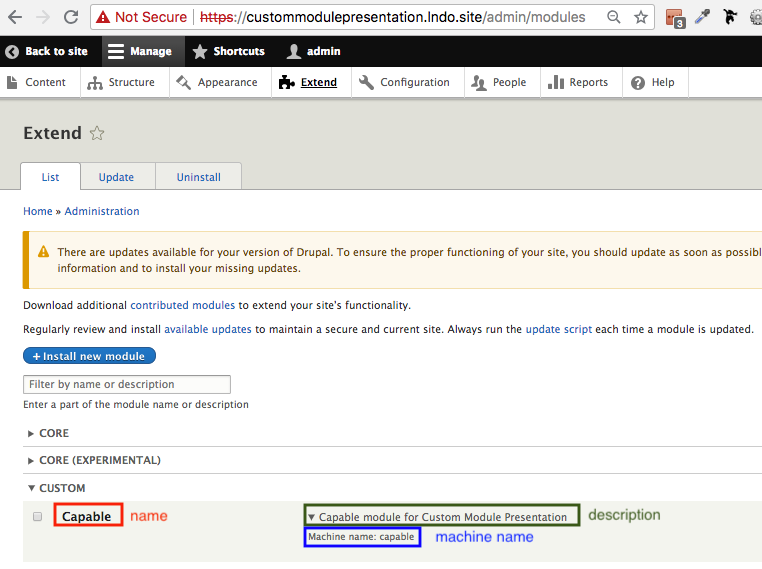 Not Secure | https://custommodulepresentation.lndo.site/admin/modules
3
Back to site Manage Shortcuts admin
Content Structure Appearance Extend Configuration People Reports Help
Extend
List Update Uninstall
Home » Administration
There are updates available for your version of Drupal. To ensure the proper functioning of your site, you should update as soon as possibl
information and to install your missing updates.
Download additional contributed modules to extend your site's functionality.
Regularly review and install available updates to maintain a secure and current site. Always run the update script each time a module is updated.
+ Install new module
Filter by name or description
Enter a part of the module name or description
CORE
CORE (EXPERIMENTAL)
CUSTOM
Capable name Capable module for Custom Module Presentation description
Machine name: capable machine name